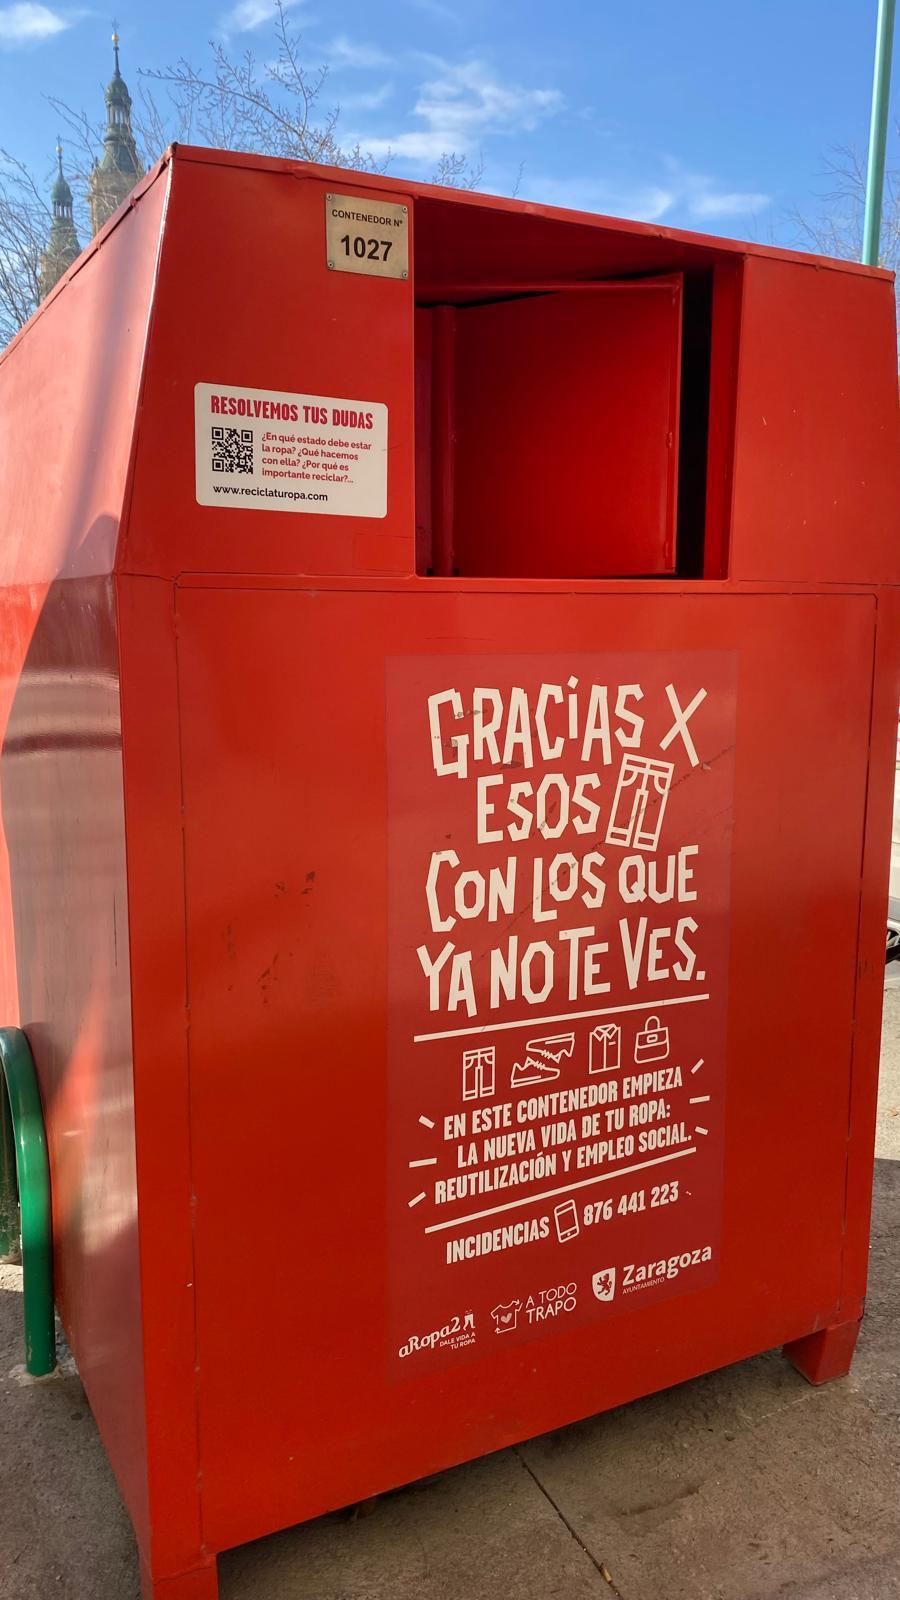 CONTENEDOR Nº
1027
RESOLVEMOS TUS DUDAS
¿En qué estado debe estar
la ropa? ¿Qué hacemos
con ella? ¿Por qué es
importante reciclar?...
www.reciclaturopa.com
GRACIAS X
ESOS
CON LOS QUE
YA NO TE VES.
EN ESTE CONTENEDOR EMPIEZA
LA NUEVA VIDA DE TU ROPA:
REUTILIZACIÓN Y EMPLEO SOCIAL.
INCIDENCIAS 876 441 223
aRopa2
DALE VIDA A
TU ROPA
A TODO
TRAPO
Zaragoza
AYUNTAMIENTO